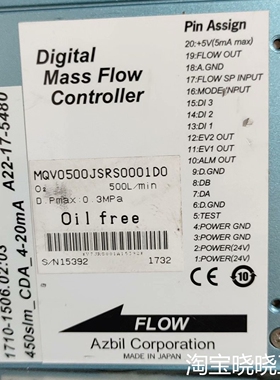 Digital
Mass Flow
Controller
MQV0500JSRS0001D0
O₂ 500L/min
D.Pmax:0.3MPa
Oil free
S/N15392 1732
Pin Assign
20:+5V(5mA max)
19:FLOW OUT
18:A.GND
17:FLOW SP INPUT
16:MODE/NPUT
15:DI 3
14:DI 2
13:DI 1
12:EV2 OUT
11:EV1 OUT
10:ALM OUT
9:D.GND
8:DB
7:DA
6:D.GND
5:TEST
4:POWER GND
3:POWER GND
2:POWER(24V)
1:POWER(24V)
10
FLOW
Azbil Corporation
MADE IN JAPAN
1710-1506.02-03 A22-17-5480
450slm_CDA_4-20mA
淘宝晓晓